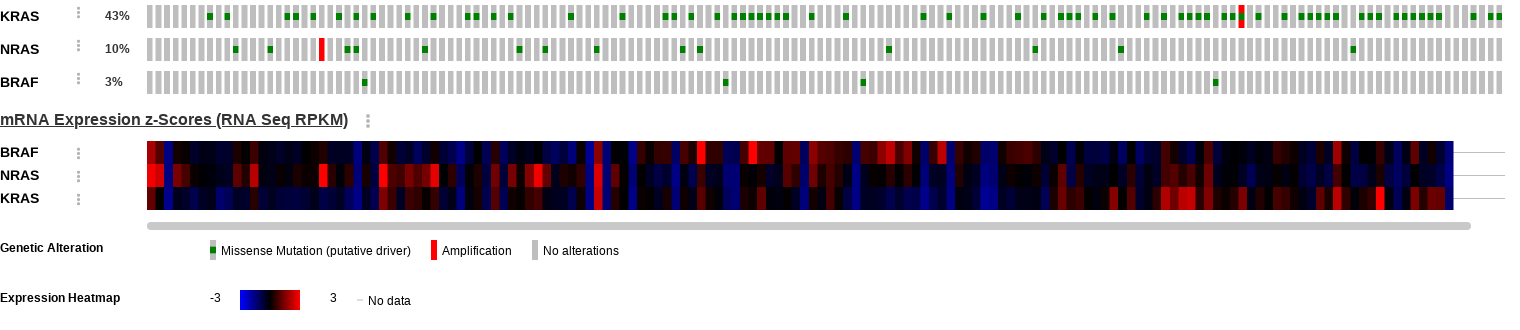 KRAS 43%
NRAS 10%
BRAF 3%
mRNA Expression z-Scores (RNA Seq RPKM)
BRAF
NRAS
KRAS
Genetic Alteration Missense Mutation (putative driver) Amplification No alterations
Expression Heatmap -3 3 No data